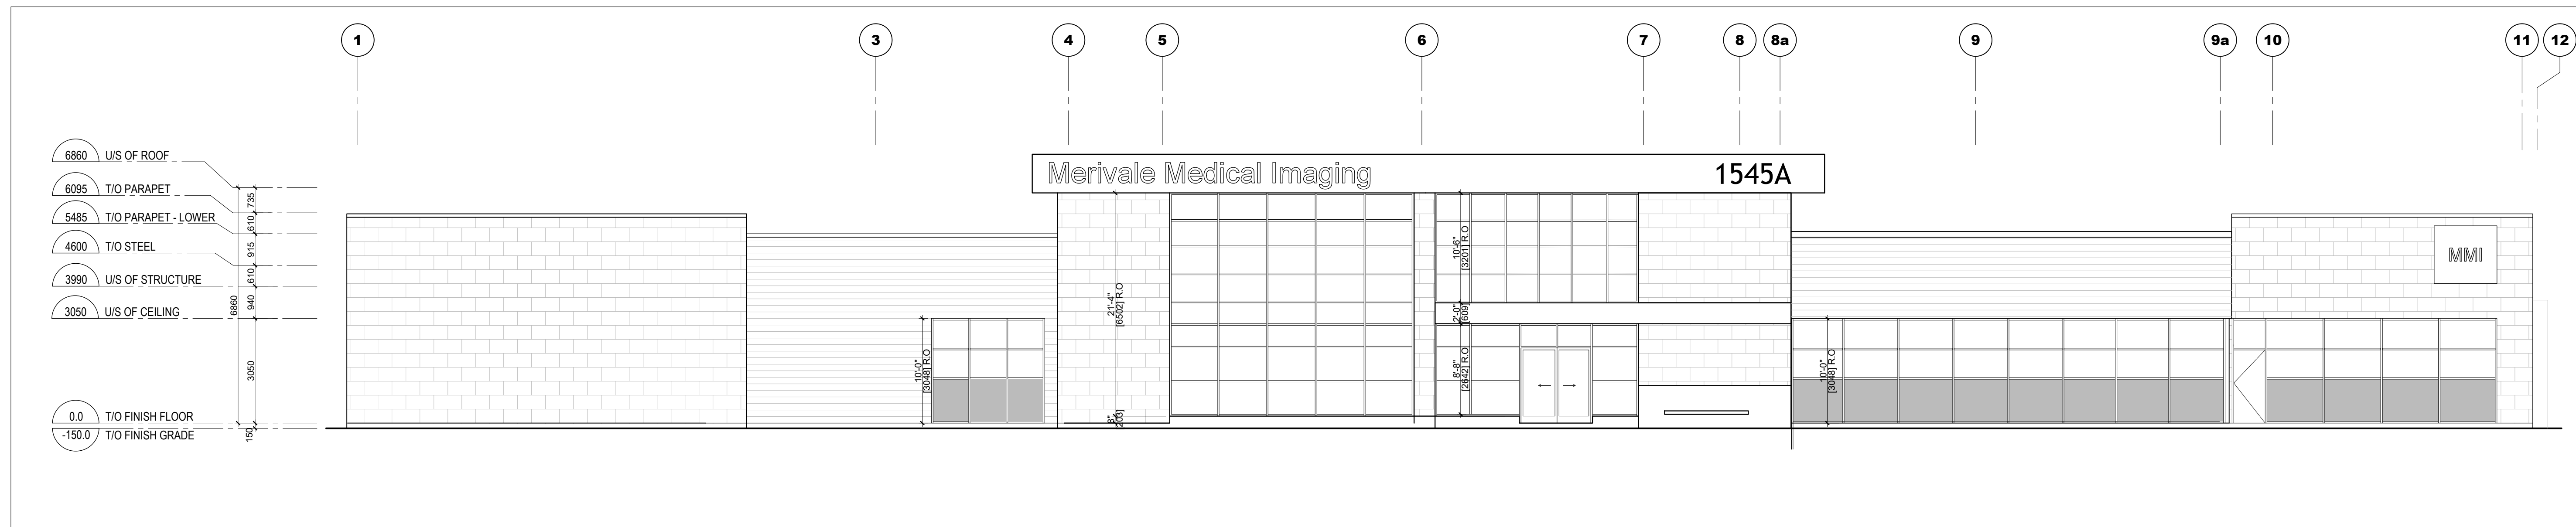 1 3 4 5 6 7 8 8a 9 9a 10 11 12
6860 U/S OF ROOF
6095 T/O PARAPET
5485 T/O PARAPET - LOWER
4600 T/O STEEL
3990 U/S OF STRUCTURE
3050 U/S OF CEILING
0.0 T/O FINISH FLOOR
-150.0 T/O FINISH GRADE
6860
735
610
915
610
940
3050
150
Merivale Medical Imaging 1545A
10'-0"
[3048] R.O
21'-4"
[6502] R.O
8"
[203]
10'-6"
[3201] R.O
2'-0"
[609]
8'-8"
[2642] R.O
10'-0"
[3048] R.O
MMI